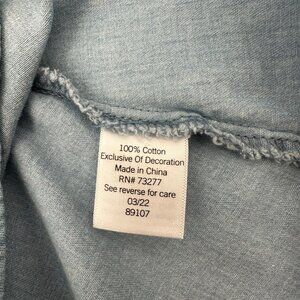 100% Cotton
Exclusive Of Decoration
Made in China
RN# 73277
See reverse for care
03/22
89107